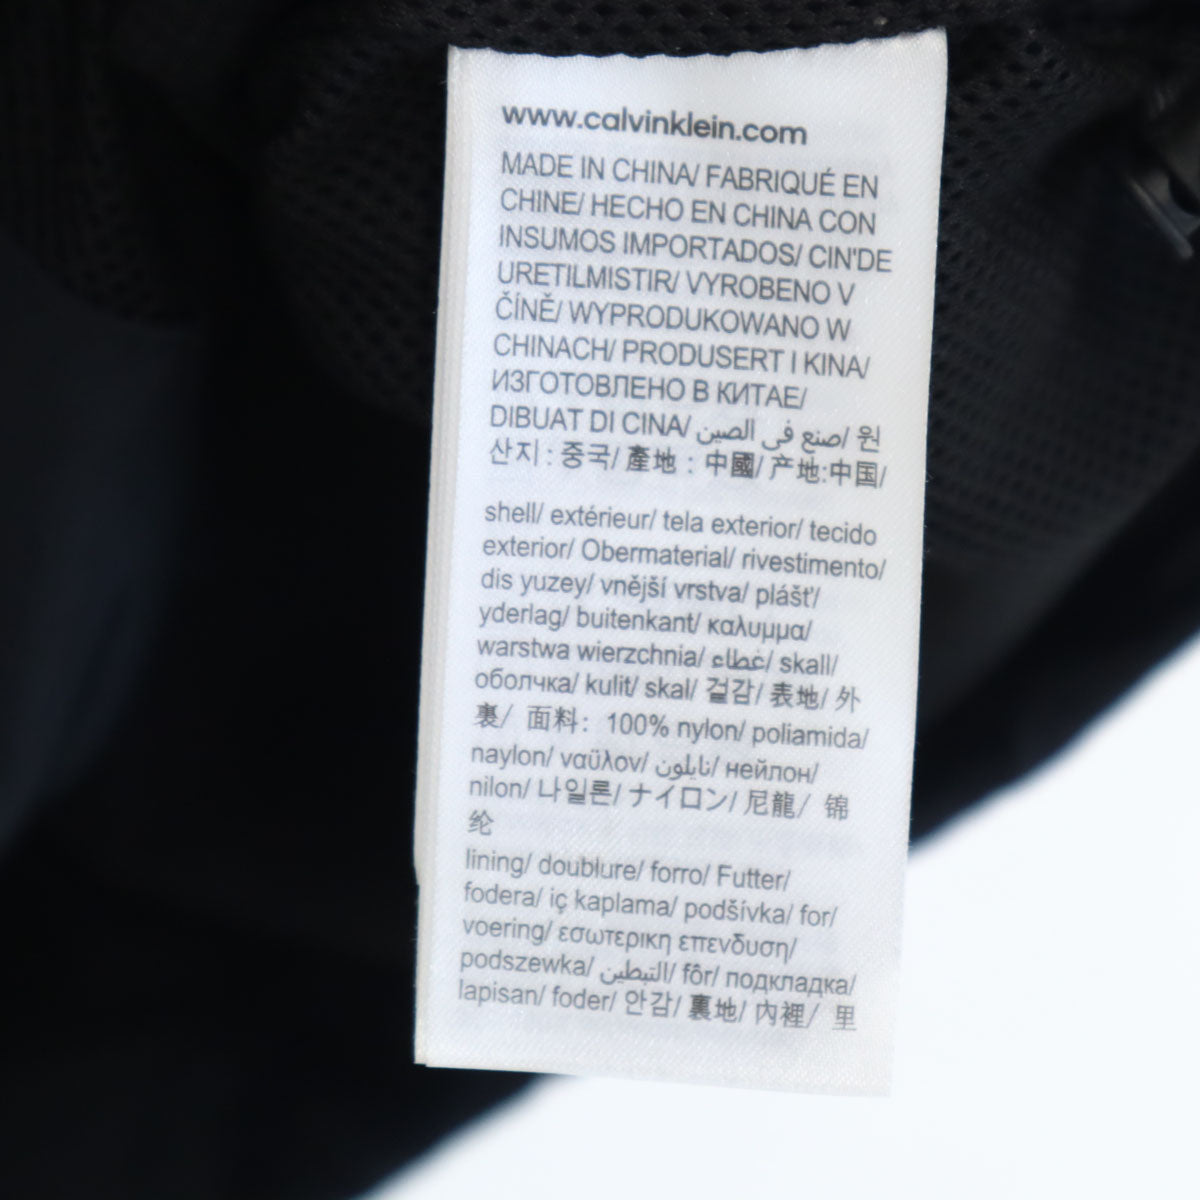 www.calvinklein.com
MADE IN CHINA/ FABRIQUÉ EN
CHINE/ HECHO EN CHINA CON
INSUMOS IMPORTADOS/ CIN'DE
URETILMISTIR/ VYROBENO V
ČÍNĚ/ WYPRODUKOWANO W
CHINACH/ PRODUSERT I KINA/
ИЗГОТОВЛЕНО В КИТАЕ/
DIBUAT DI CINA/ صنع في الصين/ 원
산지: 중국/ 產地: 中國/ 产地:中国/
shell/ extérieur/ tela exterior/ tecido
exterior/ Obermaterial/ rivestimento/
dis yuzey/ vnější vrstva/ plášť/
yderlag/ buitenkant/ καλυμμα/
warstwa wierzchnia/ غطاء/ skall/
оболчка/ kulit/ skal/ 겉감/ 表地/ 外
裏/ 面料: 100% nylon/ poliamida/
naylon/ ναϋλον/ نايلون/ нейлон/
nilon/ 나일론/ ナイロン/ 尼龍/ 锦
纶
lining/ doublure/ forro/ Futter/
fodera/ iç kaplama/ podšívka/ for/
voering/ εσωτερικη επενδυση/
podszewka/ التبطين/ fôr/ подкладка/
lapisan/ foder/ 안감/ 裏地/ 內裡/ 里